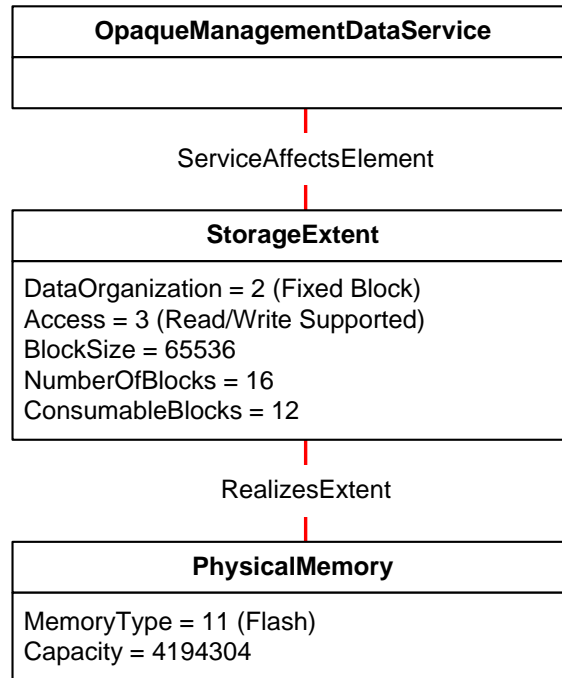 OpaqueManagementDataService
ServiceAffectsElement
StorageExtent
DataOrganization = 2 (Fixed Block)
Access = 3 (Read/Write Supported)
BlockSize = 65536
NumberOfBlocks = 16
ConsumableBlocks = 12
RealizesExtent
PhysicalMemory
MemoryType = 11 (Flash)
Capacity = 4194304